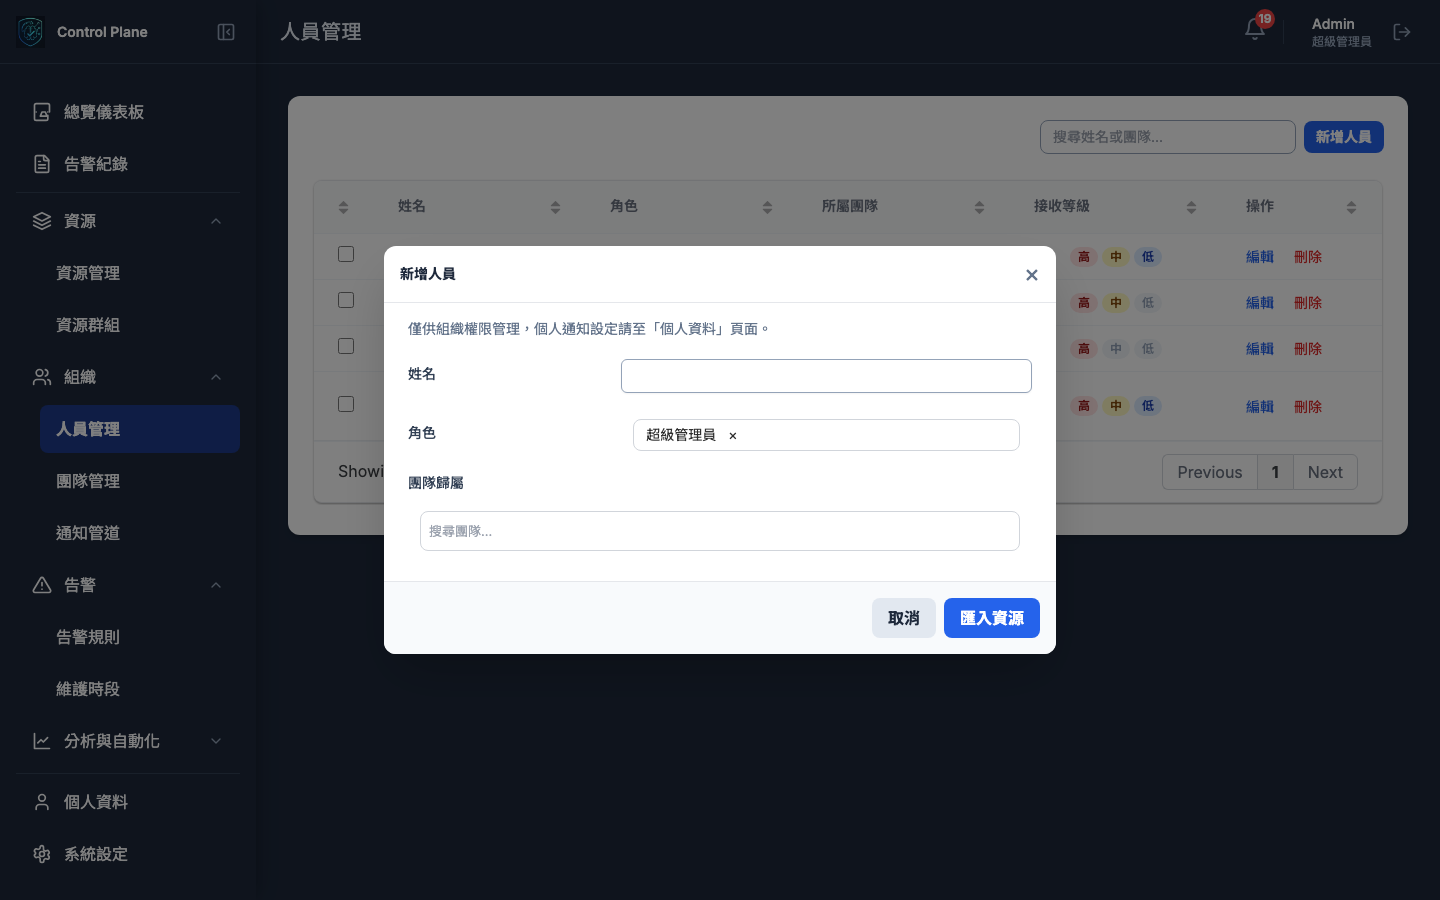 Control Plane
人員管理
19
Admin
超級管理員
總覽儀表板
告警紀錄
資源
資源管理
資源群組
組織
人員管理
團隊管理
通知管道
告警
告警規則
維護時段
分析與自動化
個人資料
系統設定
搜尋姓名或團隊...
新增人員
姓名 角色 所屬團隊 接收等級 操作
高 中 低 編輯 刪除
高 中 低 編輯 刪除
高 中 低 編輯 刪除
高 中 低 編輯 刪除
Showi
Previous 1 Next
新增人員 ×
僅供組織權限管理，個人通知設定請至「個人資料」頁面。
姓名
角色
超級管理員 ×
團隊歸屬
搜尋團隊...
取消 匯入資源